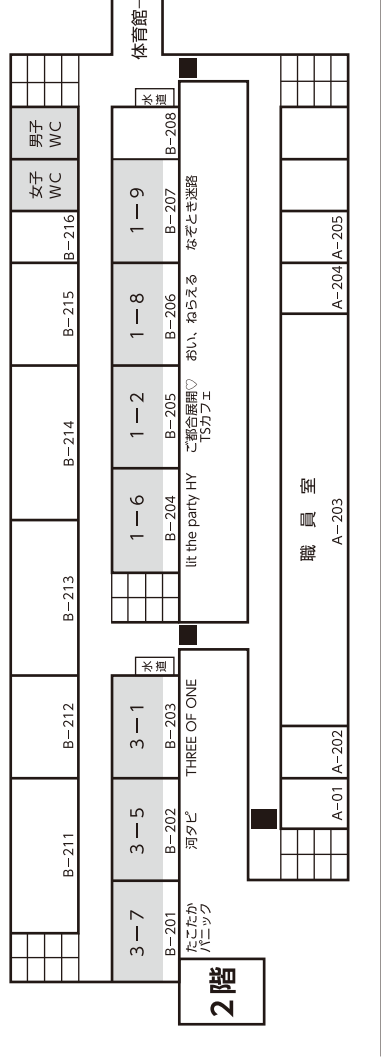 体育館
男子
WC
女子
WC
B−216
B−215
B−214
B−213
B−212
B−211
水道
B−208
1−9
B−207
なぞとき迷路
1−8
B−206
おい、ねらえる
1−2
B−205
ご都合展開♡
TSカフェ
1−6
B−204
lit the party HY
水道
3−1
B−203
THREE OF ONE
3−5
B−202
河タピ
3−7
B−201
たこたか
パニック
A−205
A−204
職員室
A−203
A−202
A−01
2階